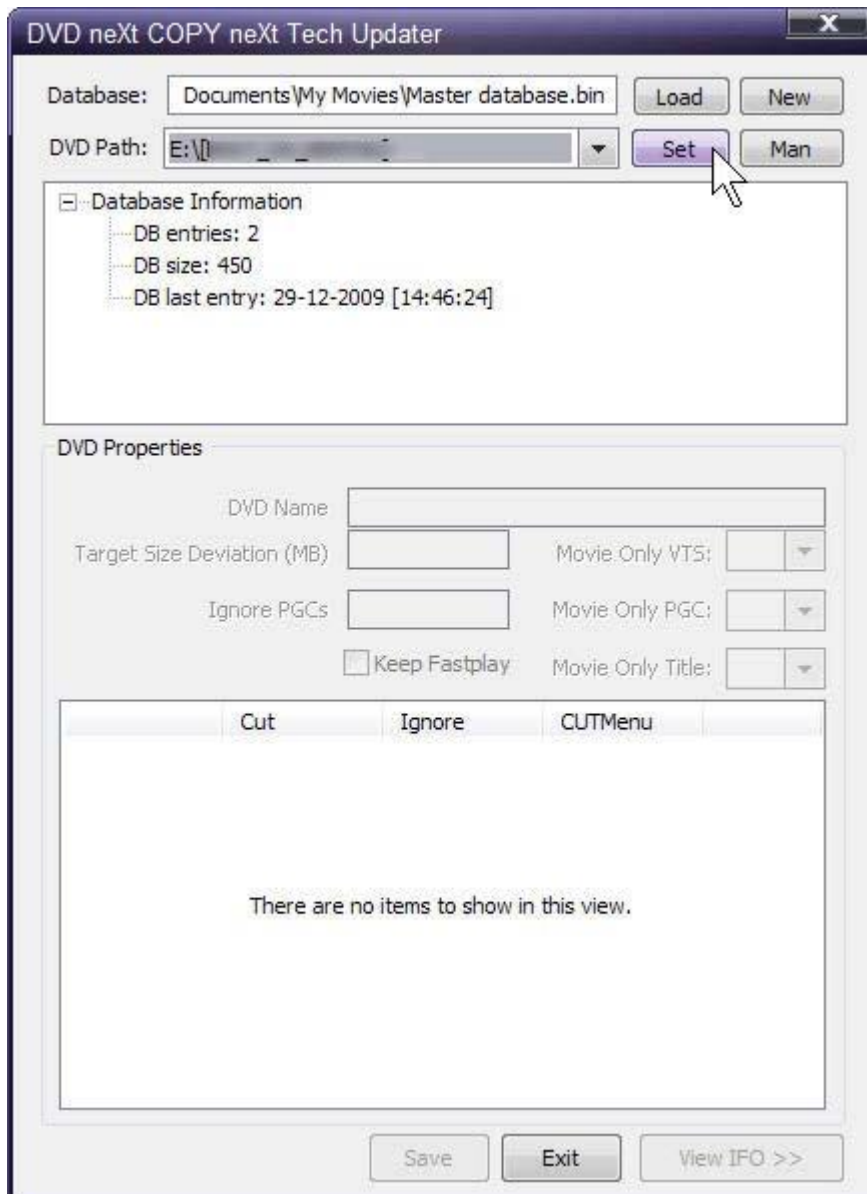 DVD neXt COPY neXt Tech Updater
X
Database: Documents\My Movies\Master database.bin Load New
DVD Path: E:\[ ] Set Man
Database Information
DB entries: 2
DB size: 450
DB last entry: 29-12-2009 [14:46:24]
DVD Properties
DVD Name
Target Size Deviation (MB) Movie Only VTS:
Ignore PGCs Movie Only PGC:
Keep Fastplay Movie Only Title:
Cut Ignore CUTMenu
There are no items to show in this view.
Save Exit View IFO >>